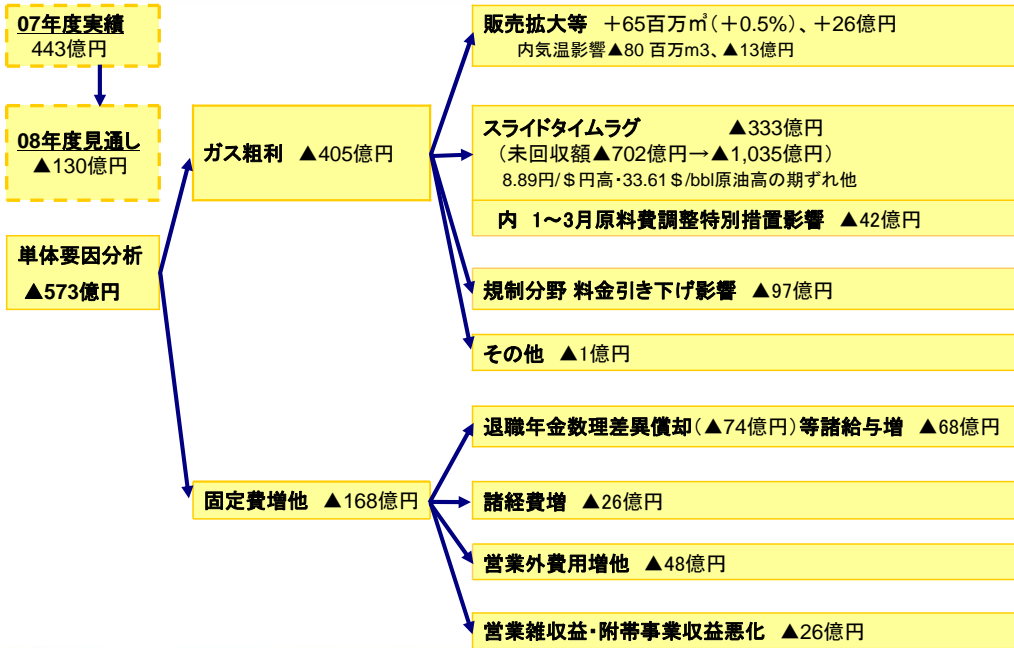 07年度実績
443億円
08年度見通し
▲130億円
単体要因分析
▲573億円
ガス粗利 ▲405億円
販売拡大等 +65百万㎥(+0.5%)、+26億円
内気温影響▲80 百万m3、▲13億円
スライドタイムラグ ▲333億円
(未回収額▲702億円→▲1,035億円)
8.89円/$円高・33.61$/bbl原油高の期ずれ他
内 1~3月原料費調整特別措置影響 ▲42億円
規制分野 料金引き下げ影響 ▲97億円
その他 ▲1億円
固定費増他 ▲168億円
退職年金数理差異償却(▲74億円)等諸給与増 ▲68億円
諸経費増 ▲26億円
営業外費用増他 ▲48億円
営業雑収益・附帯事業収益悪化 ▲26億円